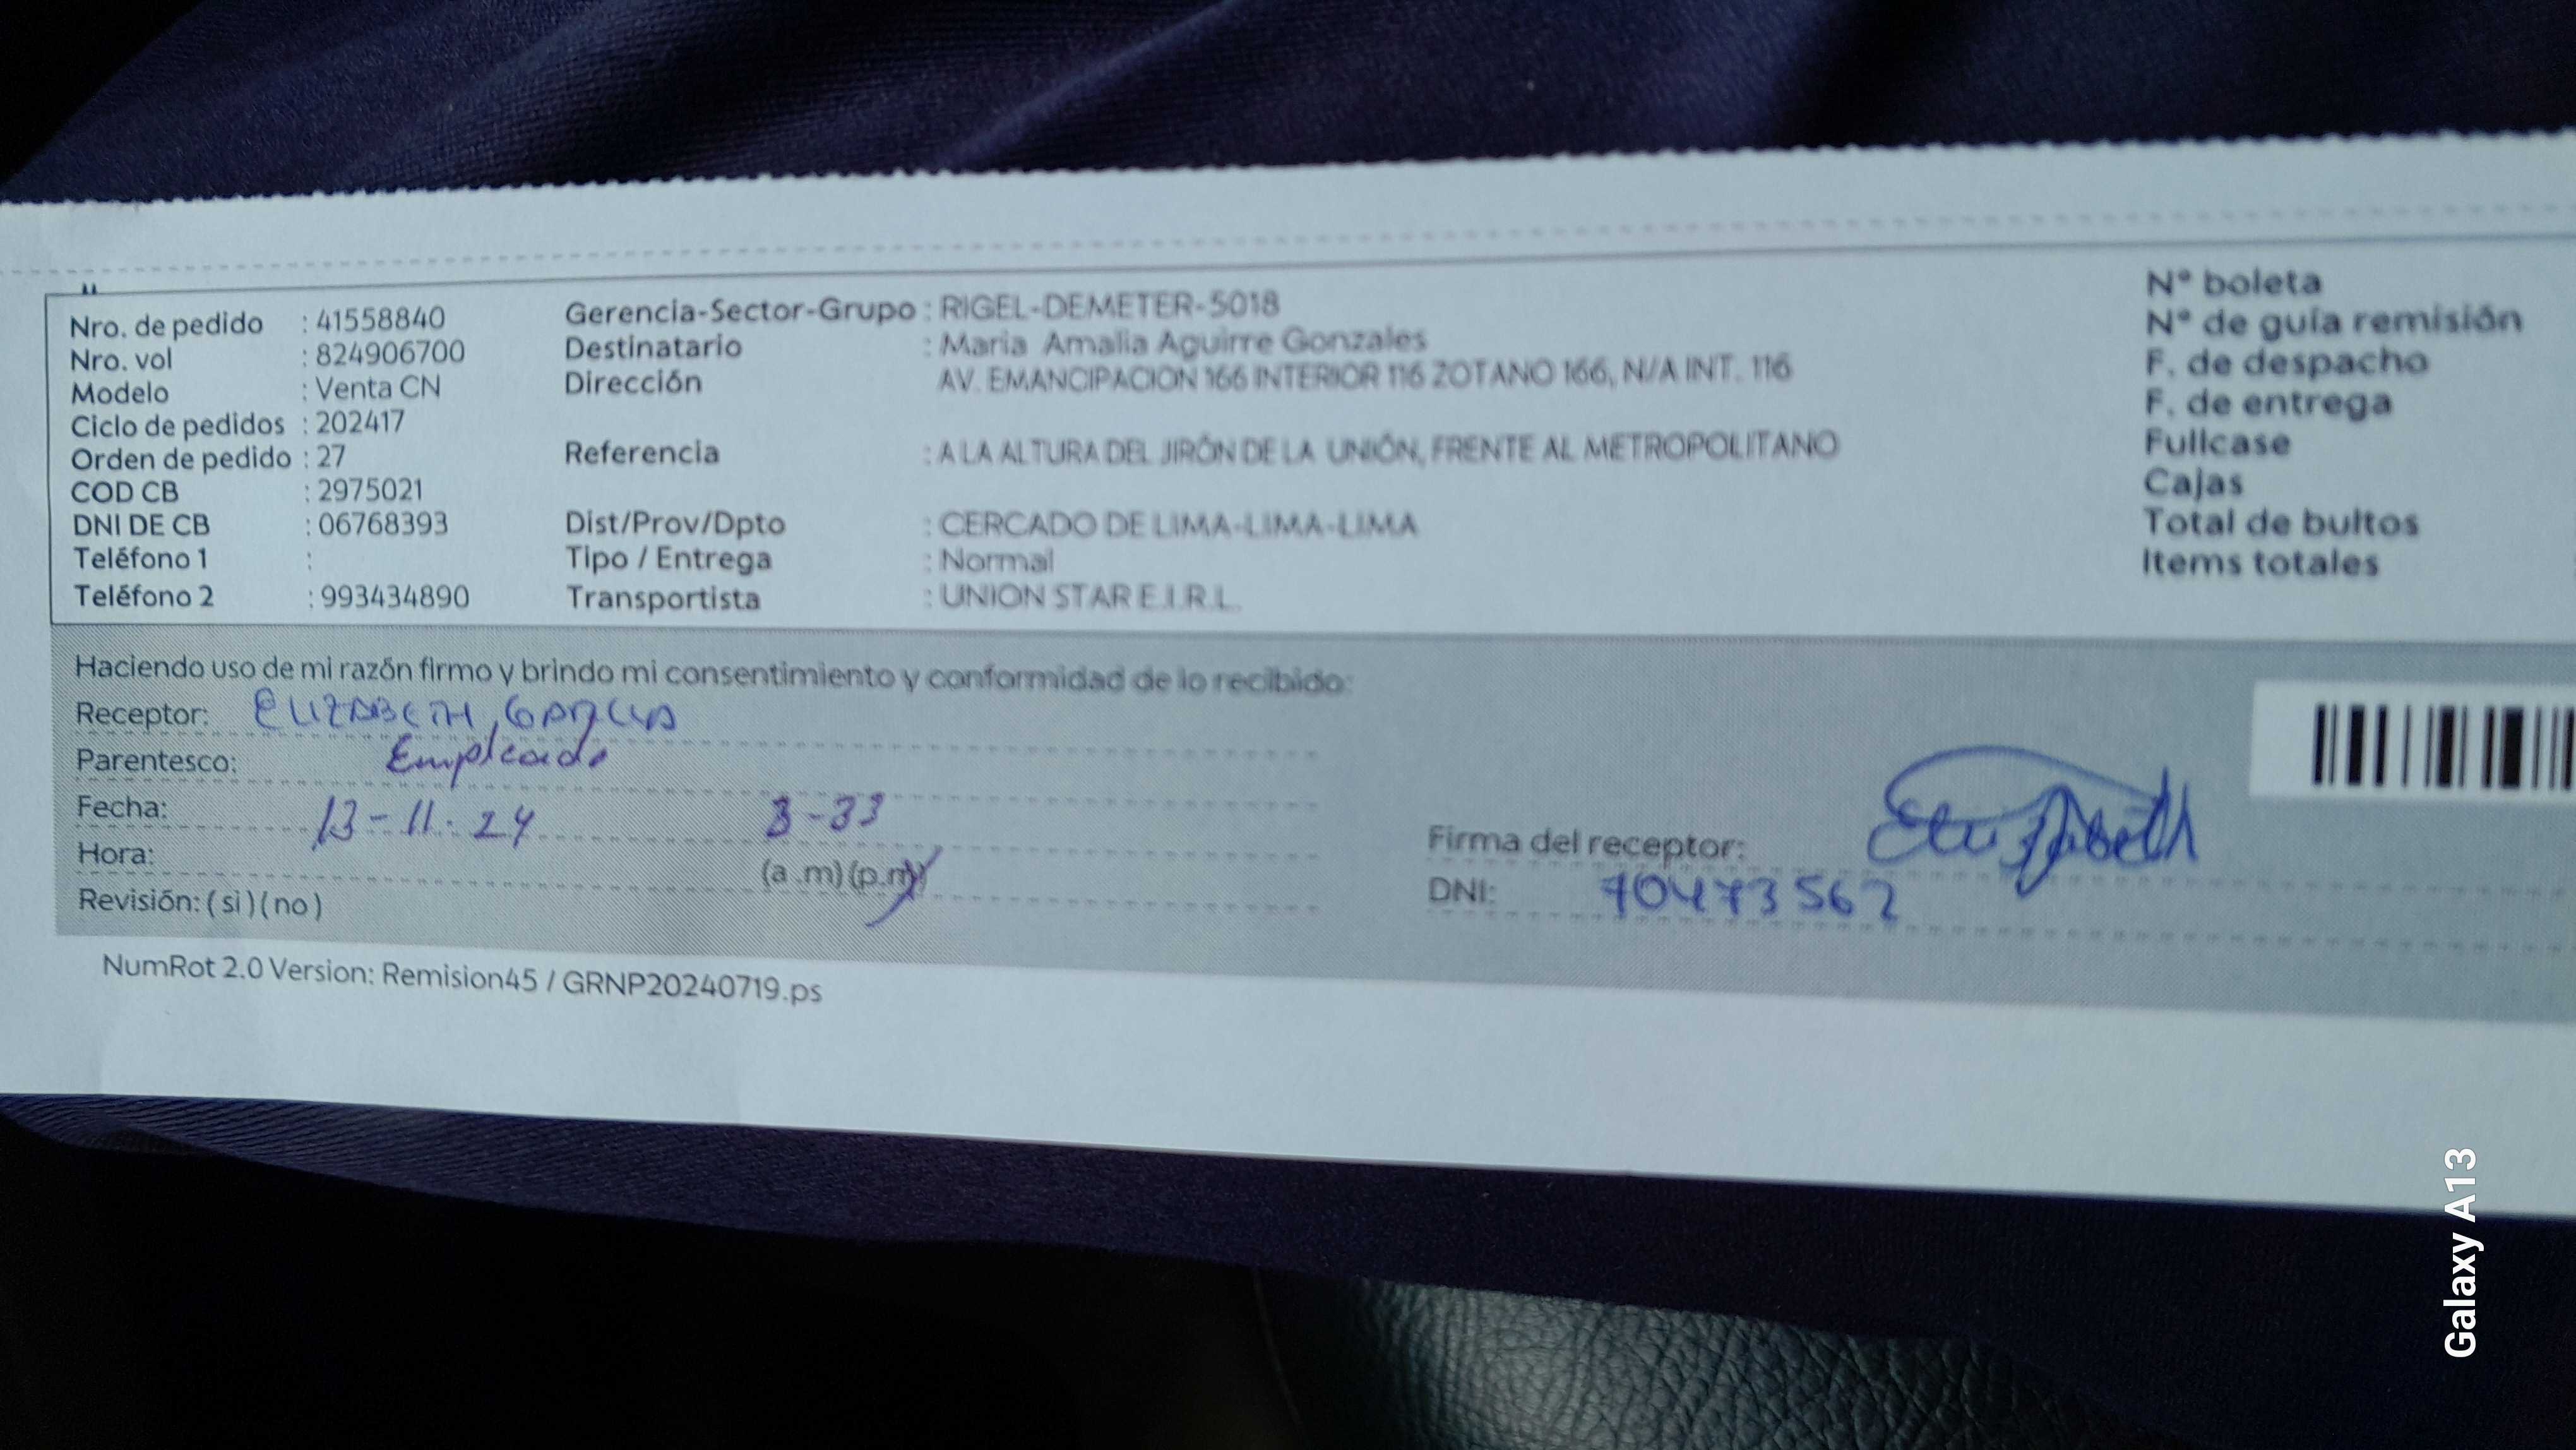 Nro. de pedido : 41558840
Nro. vol : 824906700
Modelo : Venta CN
Ciclo de pedidos : 202417
Orden de pedido : 27
COD CB : 2975021
DNI DE CB : 06768393
Teléfono 1 :
Teléfono 2 : 993434890
Gerencia-Sector-Grupo : RIGEL-DEMETER-5018
Destinatario : Maria Amalia Aguirre Gonzales
Dirección AV. EMANCIPACION 166 INTERIOR 116 ZOTANO 166, N/A INT. 116
Referencia : A LA ALTURA DEL JIRÓN DE LA UNIÓN, FRENTE AL METROPOLITANO
Dist/Prov/Dpto : CERCADO DE LIMA-LIMA-LIMA
Tipo / Entrega : Normal
Transportista : UNION STAR E.I.R.L.
N° boleta
N° de guía remisión
F. de despacho
F. de entrega
Fullcase
Cajas
Total de bultos
Items totales
Haciendo uso de mi razón firmo y brindo mi consentimiento y conformidad de lo recibido:
Receptor: ELIZABETH, GARCIA
Parentesco: Empleada
Fecha: 13-11-24
Hora: 3-33 (a.m) (p.m)
Revisión: ( si ) ( no )
Firma del receptor: Elizabeth
DNI: 70473562
NumRot 2.0 Version: Remision45 / GRNP20240719.ps
Galaxy A13